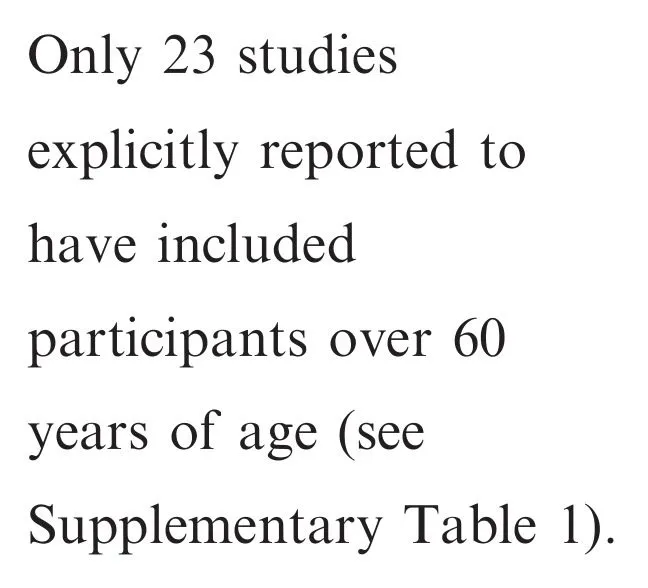 Only 23 studies
explicitly reported to
have included
participants over 60
years of age (see
Supplementary Table 1).